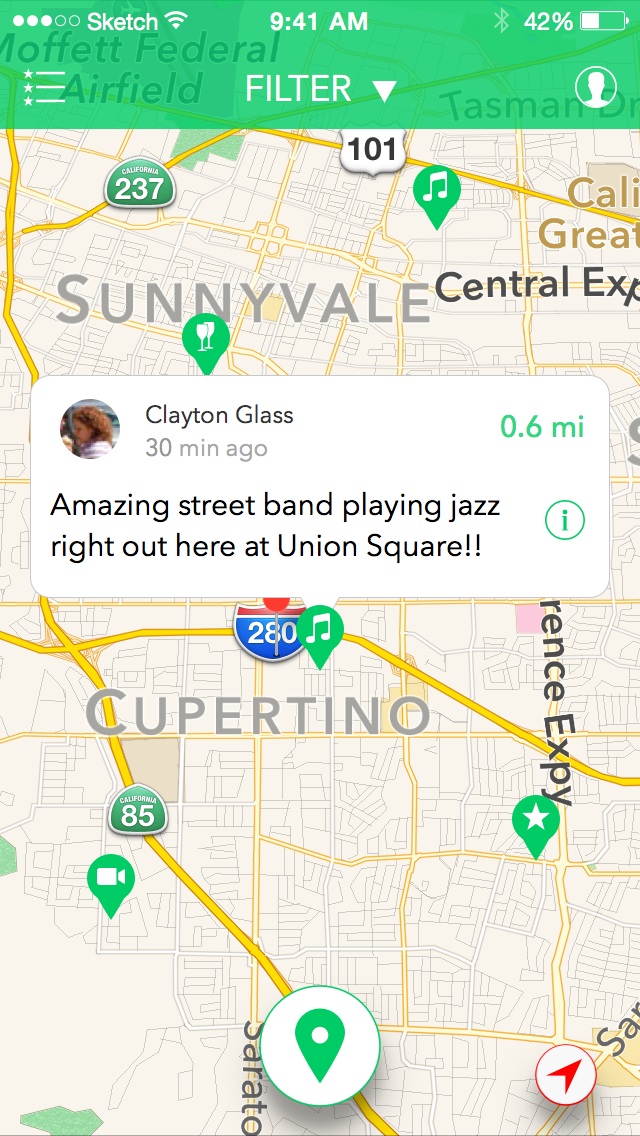 Sketch 9:41 AM 42%
Moffett Federal
Airfield
FILTER
Tasman Dr
101
CALIFORNIA
237
Cali
Great
Central Exp
SUNNYVALE
Clayton Glass
30 min ago
0.6 mi
Amazing street band playing jazz
right out here at Union Square!!
i
280
rence Expy
CUPERTINO
CALIFORNIA
85
Sarato
Sar